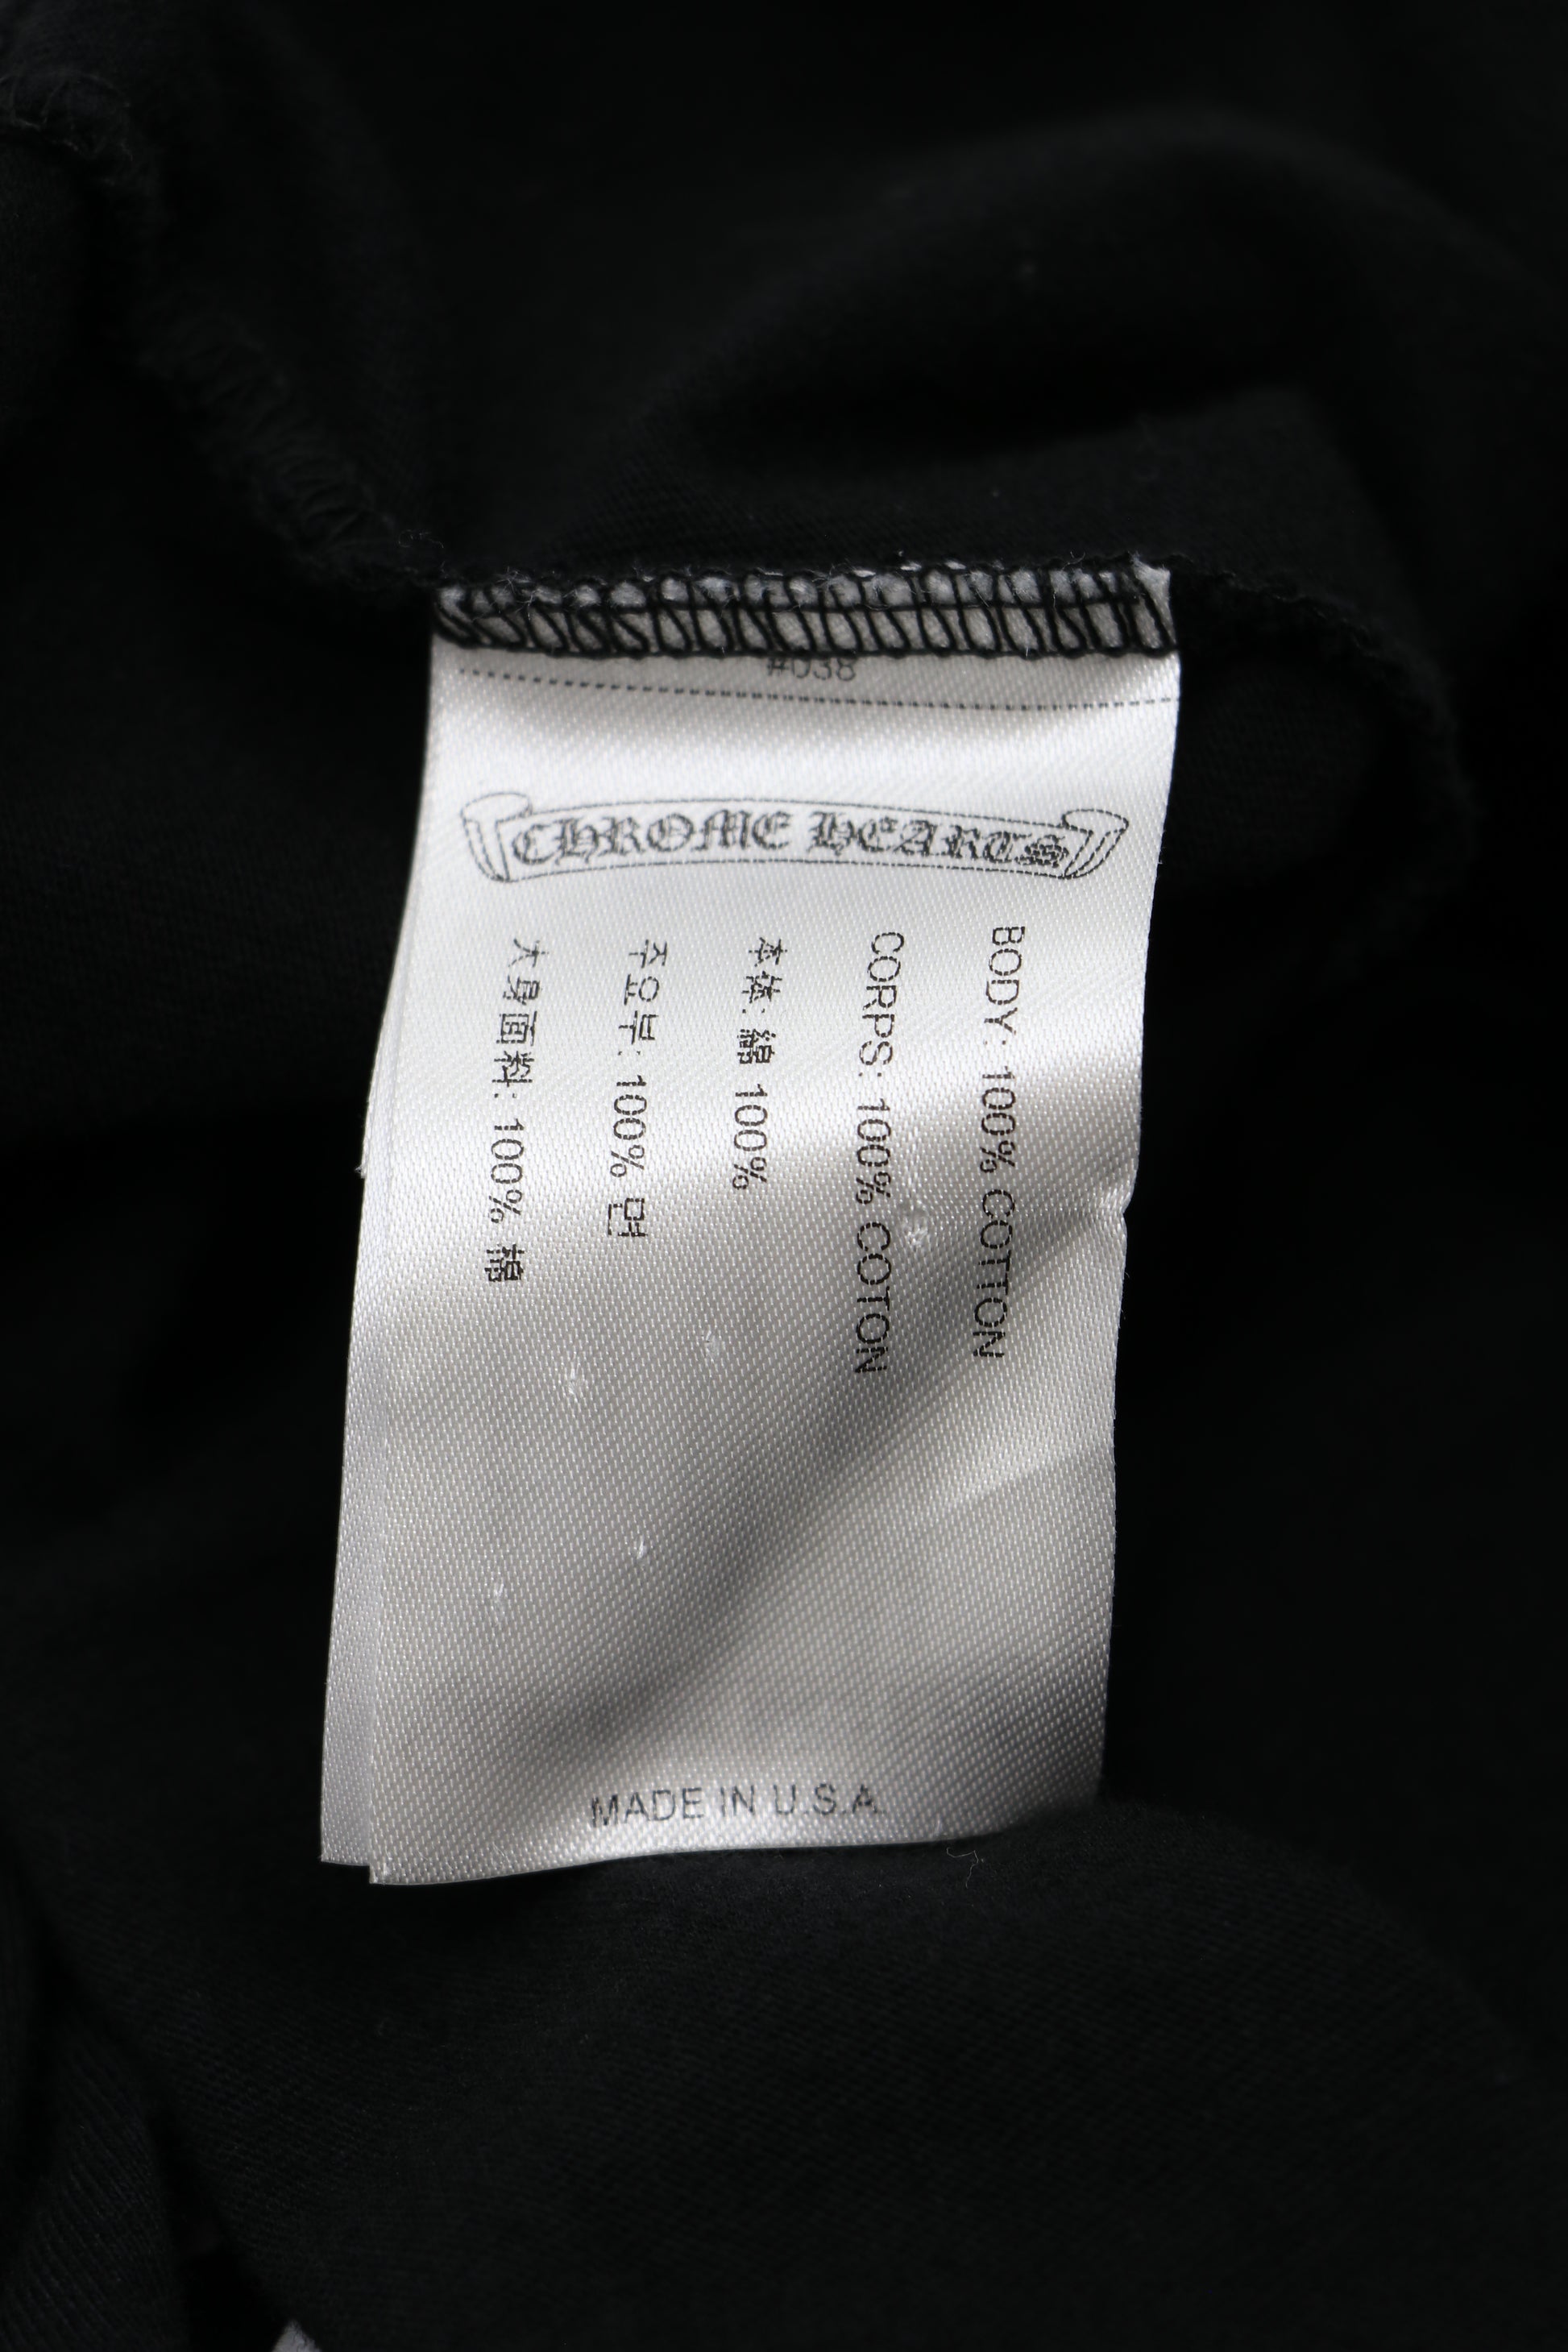 #038
CHROME HEARTS
BODY: 100% COTTON
CORPS: 100% COTON
本体: 綿 100%
주요부: 100% 면
大身面料: 100% 棉
MADE IN U.S.A.